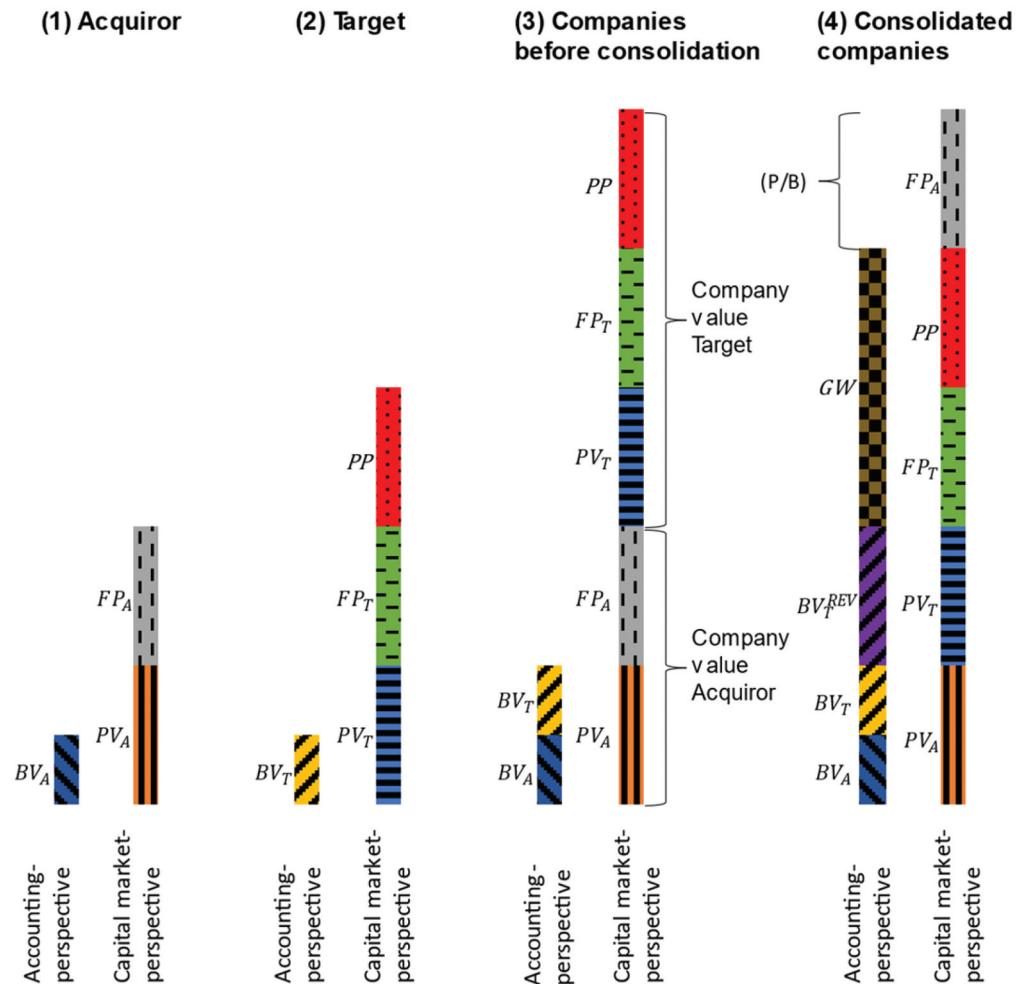 (1) Acquiror
(2) Target
(3) Companies
before consolidation
(4) Consolidated
companies
FP_A
PV_A
BV_A
PP
FP_T
PV_T
BV_T
PP
FP_T
PV_T
FP_A
PV_A
BV_T
BV_A
Company
value
Target
Company
value
Acquiror
(P/B)
GW
BV_T^REV
BV_T
BV_A
FP_A
PP
FP_T
PV_T
PV_A
Accounting-
perspective
Capital market-
perspective
Accounting-
perspective
Capital market-
perspective
Accounting-
perspective
Capital market-
perspective
Accounting-
perspective
Capital market-
perspective